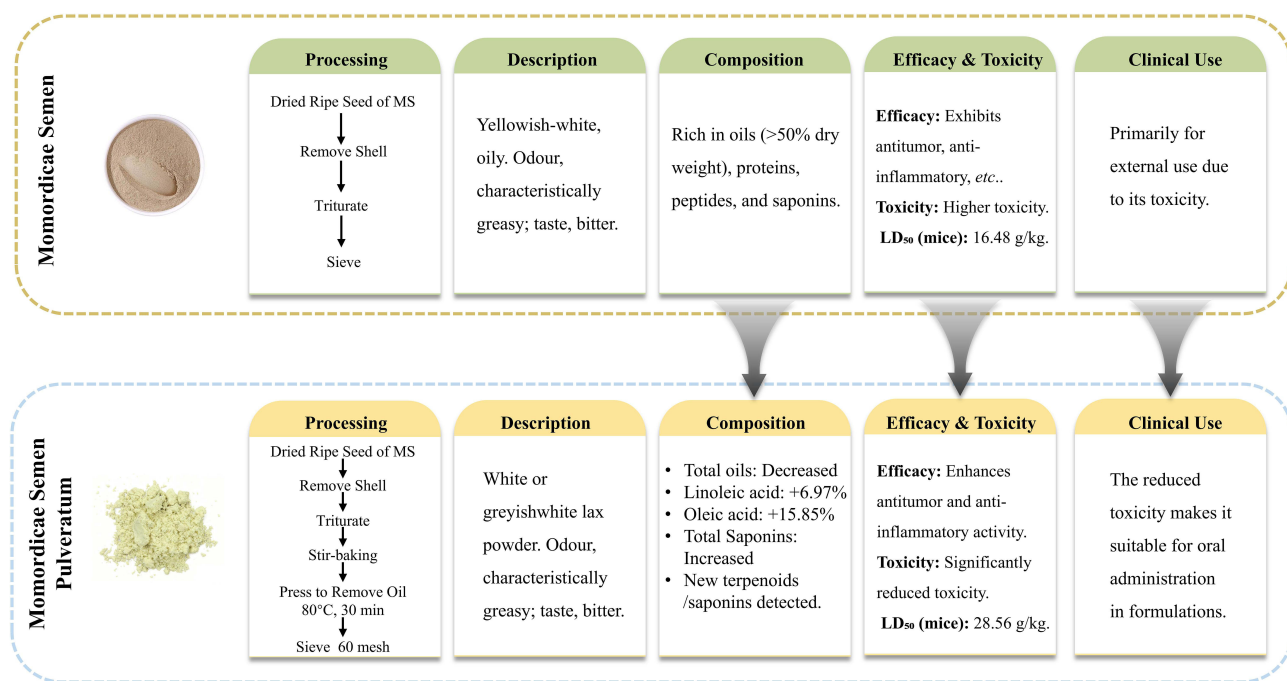 Momordicae Semen
Processing
Dried Ripe Seed of MS
Remove Shell
Triturate
Sieve
Description
Yellowish-white,
oily. Odour,
characteristically
greasy; taste, bitter.
Composition
Rich in oils (>50% dry
weight), proteins,
peptides, and saponins.
Efficacy & Toxicity
Efficacy: Exhibits
antitumor, anti-
inflammatory, etc..
Toxicity: Higher toxicity.
LD₅₀ (mice): 16.48 g/kg.
Clinical Use
Primarily for
external use due
to its toxicity.
Momordicae Semen
Pulveratum
Processing
Dried Ripe Seed of MS
Remove Shell
Triturate
Stir-baking
Press to Remove Oil
80°C, 30 min
Sieve 60 mesh
Description
White or
greyishwhite lax
powder. Odour,
characteristically
greasy; taste, bitter.
Composition
• Total oils: Decreased
• Linoleic acid: +6.97%
• Oleic acid: +15.85%
• Total Saponins:
Increased
• New terpenoids
/saponins detected.
Efficacy & Toxicity
Efficacy: Enhances
antitumor and anti-
inflammatory activity.
Toxicity: Significantly
reduced toxicity.
LD₅₀ (mice): 28.56 g/kg.
Clinical Use
The reduced
toxicity makes it
suitable for oral
administration
in formulations.